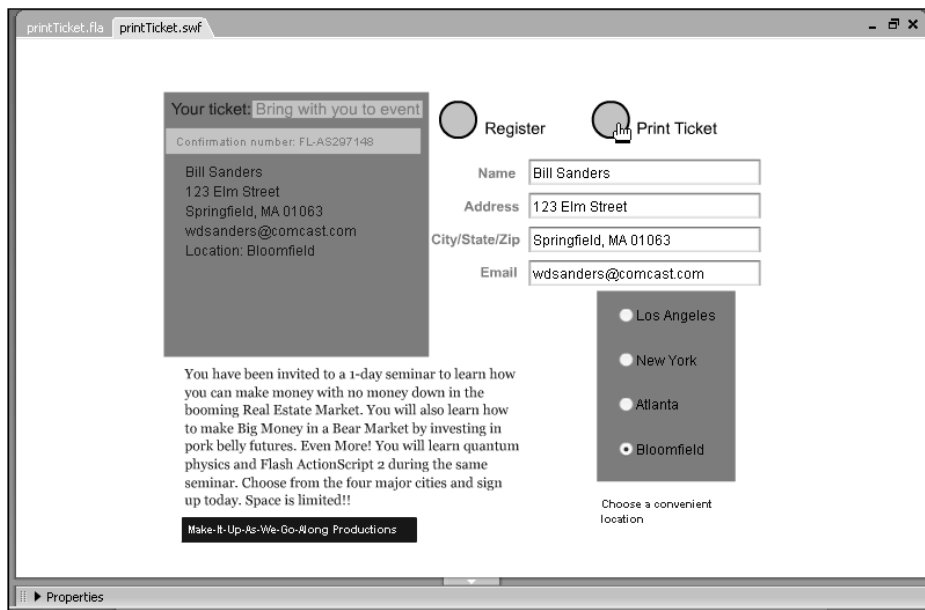 printTicket.fla printTicket.swf
Your ticket: Bring with you to event
Confirmation number: FL-AS297148
Bill Sanders
123 Elm Street
Springfield, MA 01063
wdsanders@comcast.com
Location: Bloomfield
Register
Print Ticket
Name Bill Sanders
Address 123 Elm Street
City/State/Zip Springfield, MA 01063
Email wdsanders@comcast.com
Los Angeles
New York
Atlanta
Bloomfield
Choose a convenient
location
You have been invited to a 1-day seminar to learn how
you can make money with no money down in the
booming Real Estate Market. You will also learn how
to make Big Money in a Bear Market by investing in
pork belly futures. Even More! You will learn quantum
physics and Flash ActionScript 2 during the same
seminar. Choose from the four major cities and sign
up today. Space is limited!!
Make-It-Up-As-We-Go-Along Productions
Properties